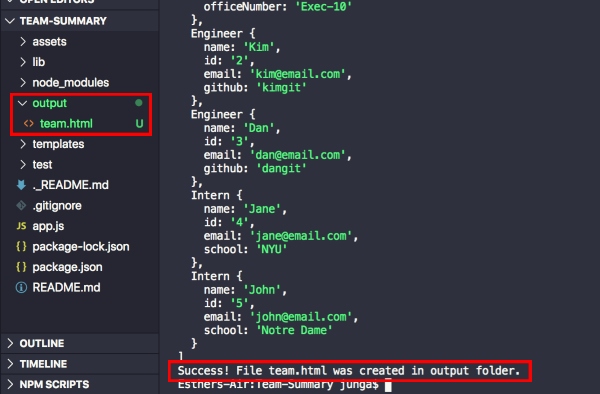 OPEN EDITORS
TEAM-SUMMARY
assets
lib
node_modules
output
team.html U
templates
test
._README.md
.gitignore
JS app.js
{} package-lock.json
{} package.json
README.md
OUTLINE
TIMELINE
NPM SCRIPTS
officeNumber: 'Exec-10'
},
Engineer {
name: 'Kim',
id: '2',
email: 'kim@email.com',
github: 'kimgit'
},
Engineer {
name: 'Dan',
id: '3',
email: 'dan@email.com',
github: 'dangit'
},
Intern {
name: 'Jane',
id: '4',
email: 'jane@email.com',
school: 'NYU'
},
Intern {
name: 'John',
id: '5',
email: 'john@email.com',
school: 'Notre Dame'
}
]
Success! File team.html was created in output folder.
Esthers-Air:Team-Summary junga$